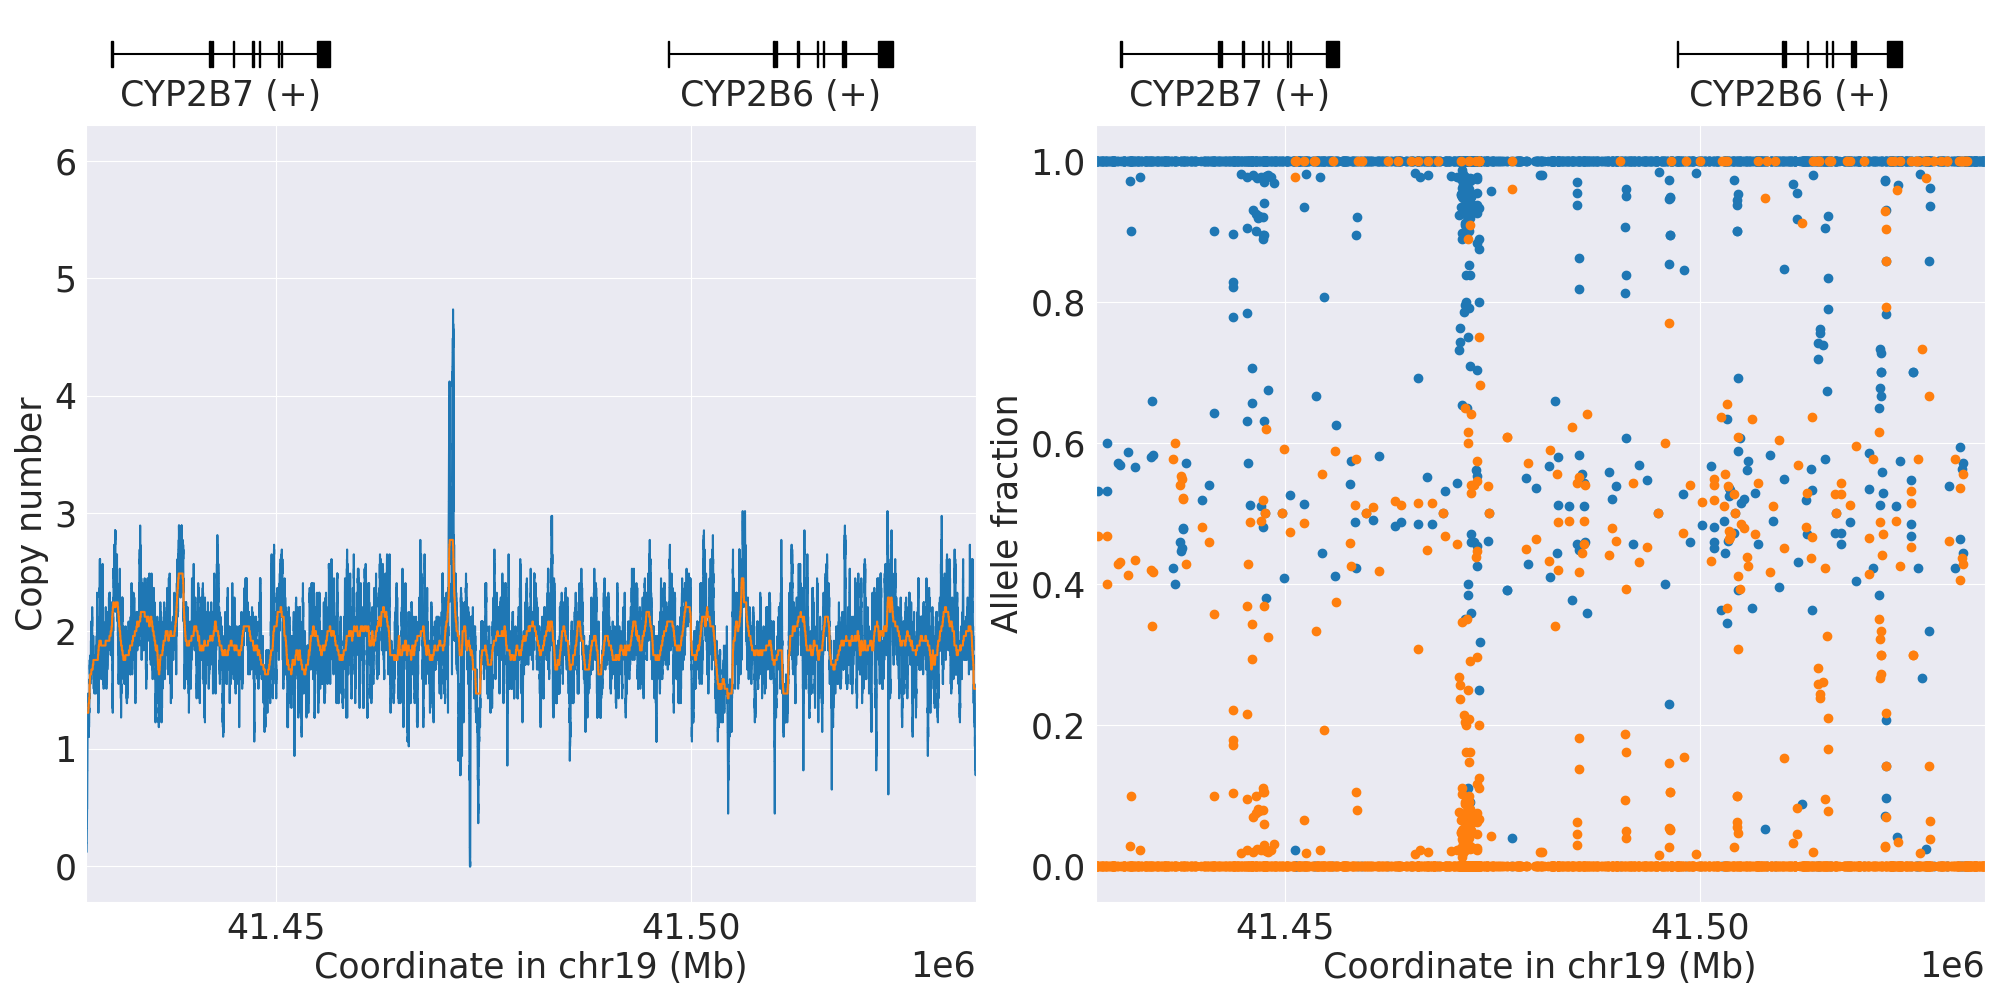 CYP2B7 (+) CYP2B6 (+)
6
5
4
3
2
1
0
Copy number
41.45 41.50
Coordinate in chr19 (Mb) 1e6
CYP2B7 (+) CYP2B6 (+)
1.0
0.8
0.6
0.4
0.2
0.0
Allele fraction
41.45 41.50
Coordinate in chr19 (Mb) 1e6